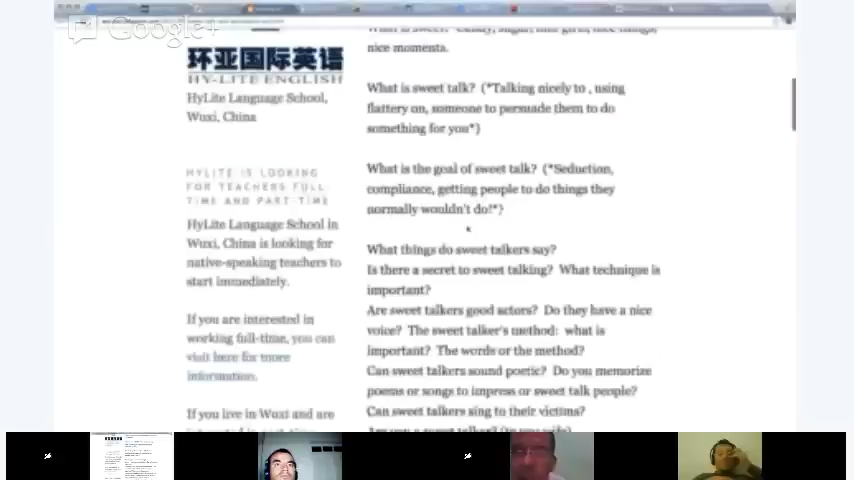 Google+
环亚国际英语
HY-LITE ENGLISH
HyLite Language School,
Wuxi, China
HYLITE IS LOOKING
FOR TEACHERS FULL
TIME AND PART-TIME
HyLite Language School in
Wuxi, China is looking for
native-speaking teachers to
start immediately.
If you are interested in
working full-time, you can
visit here for more
information.
If you live in Wuxi and are
nice moments.
What is sweet talk? (*Talking nicely to , using
flattery on, someone to persuade them to do
something for you*)
What is the goal of sweet talk? (*Seduction,
compliance, getting people to do things they
normally wouldn't do!*)
What things do sweet talkers say?
Is there a secret to sweet talking? What technique is
important?
Are sweet talkers good actors? Do they have a nice
voice? The sweet talker's method: what is
important? The words or the method?
Can sweet talkers sound poetic? Do you memorize
poems or songs to impress or sweet talk people?
Can sweet talkers sing to their victims?